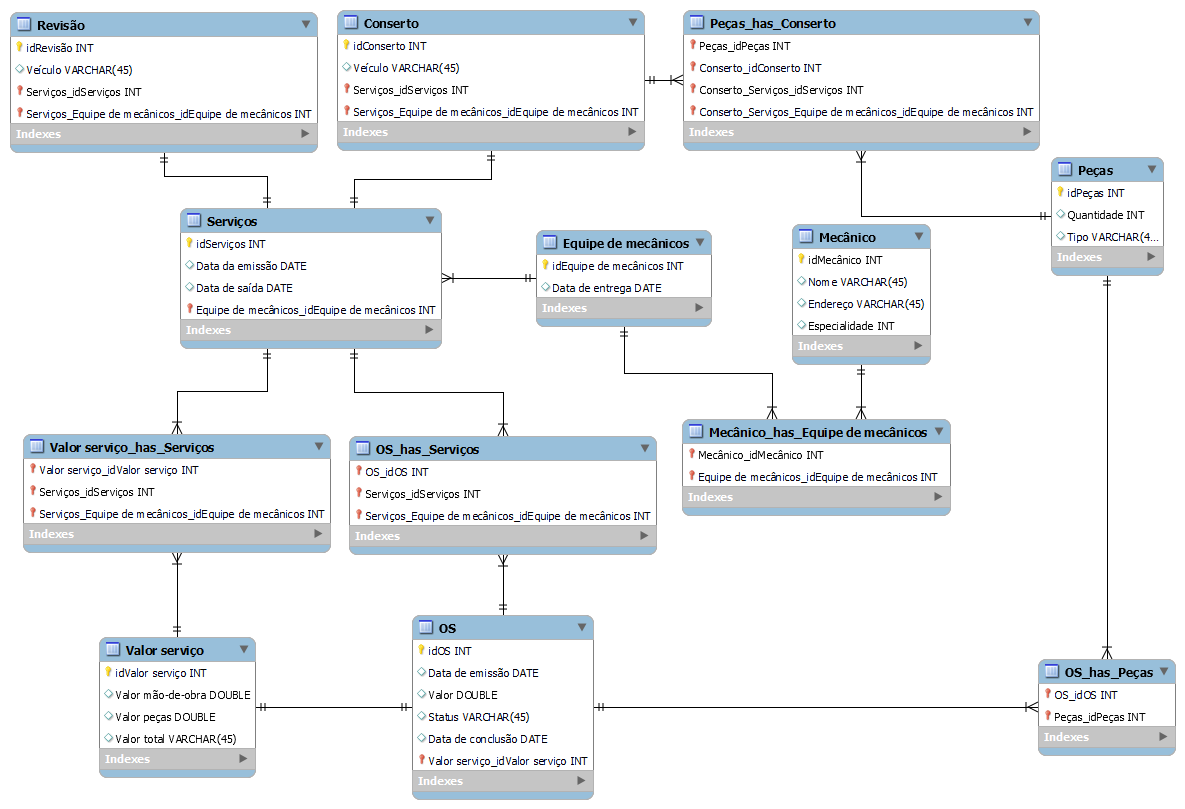 Revisão
idRevisão INT
Veículo VARCHAR(45)
Serviços_idServiços INT
Serviços_Equipe de mecânicos_idEquipe de mecânicos INT
Indexes
Conserto
idConserto INT
Veículo VARCHAR(45)
Serviços_idServiços INT
Serviços_Equipe de mecânicos_idEquipe de mecânicos INT
Indexes
Peças_has_Conserto
Peças_idPeças INT
Conserto_idConserto INT
Conserto_Serviços_idServiços INT
Conserto_Serviços_Equipe de mecânicos_idEquipe de mecânicos INT
Indexes
Peças
idPeças INT
Quantidade INT
Tipo VARCHAR(4...
Indexes
Serviços
idServiços INT
Data da emissão DATE
Data de saída DATE
Equipe de mecânicos_idEquipe de mecânicos INT
Indexes
Equipe de mecânicos
idEquipe de mecânicos INT
Data de entrega DATE
Indexes
Mecânico
idMecânico INT
Nome VARCHAR(45)
Endereço VARCHAR(45)
Especialidade INT
Indexes
Valor serviço_has_Serviços
Valor serviço_idValor serviço INT
Serviços_idServiços INT
Serviços_Equipe de mecânicos_idEquipe de mecânicos INT
Indexes
OS_has_Serviços
OS_idOS INT
Serviços_idServiços INT
Serviços_Equipe de mecânicos_idEquipe de mecânicos INT
Indexes
Mecânico_has_Equipe de mecânicos
Mecânico_idMecânico INT
Equipe de mecânicos_idEquipe de mecânicos INT
Indexes
Valor serviço
idValor serviço INT
Valor mão-de-obra DOUBLE
Valor peças DOUBLE
Valor total VARCHAR(45)
Indexes
OS
idOS INT
Data de emissão DATE
Valor DOUBLE
Status VARCHAR(45)
Data de conclusão DATE
Valor serviço_idValor serviço INT
Indexes
OS_has_Peças
OS_idOS INT
Peças_idPeças INT
Indexes